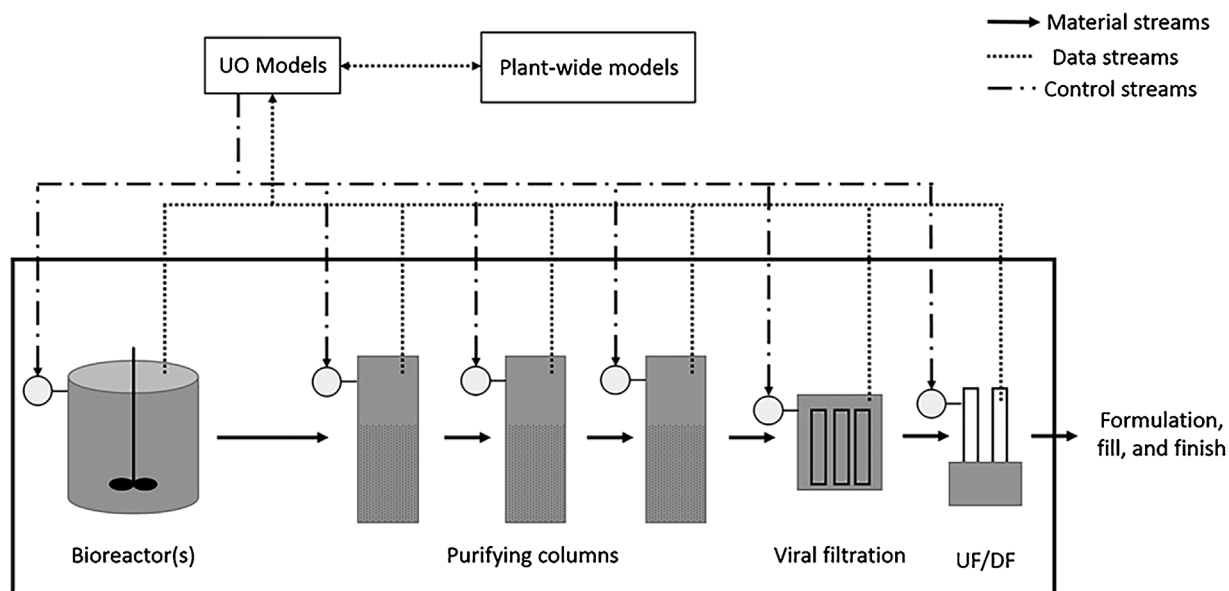 Material streams
Data streams
Control streams
UO Models
Plant-wide models
Formulation,
fill, and finish
Bioreactor(s)
Purifying columns
Viral filtration
UF/DF